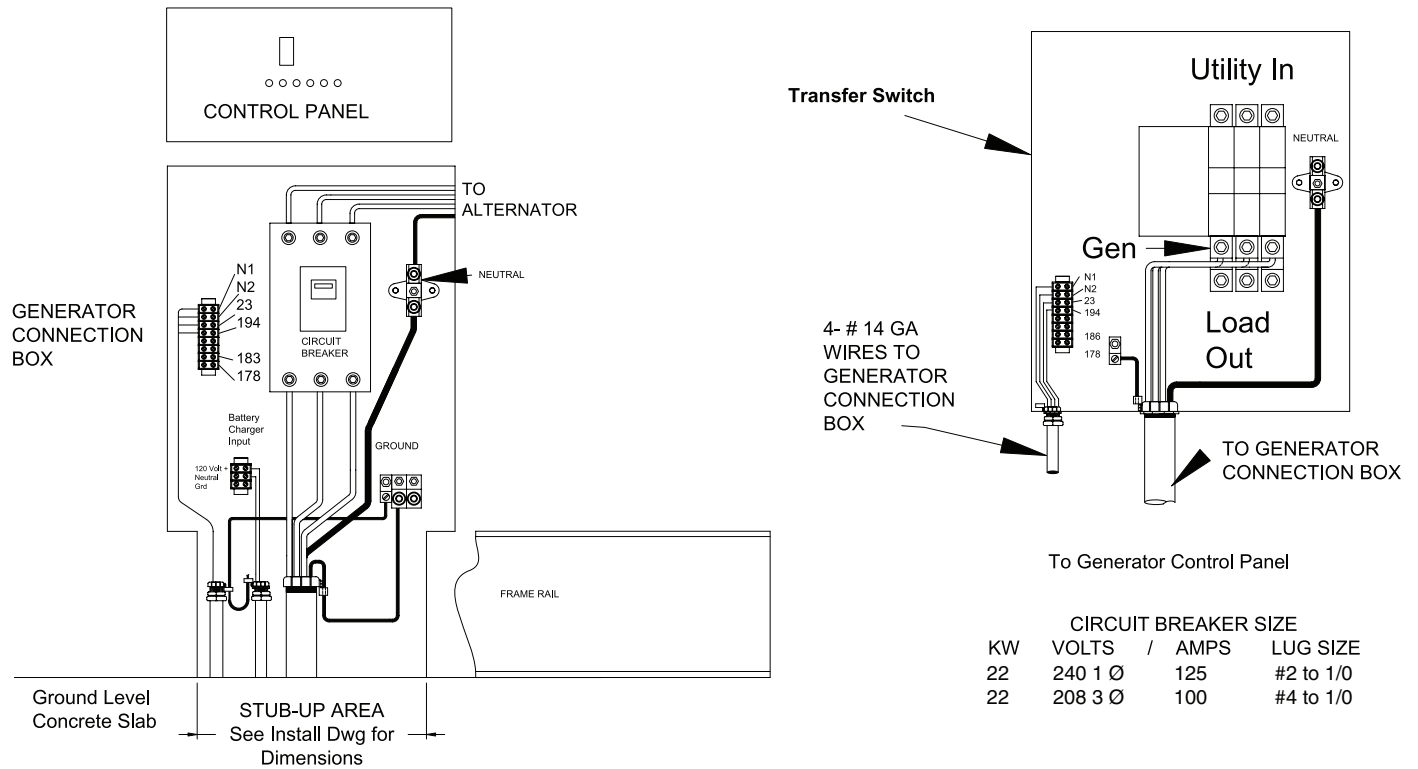 CONTROL PANEL
TO
ALTERNATOR
N1
N2
23
194
183
178
GENERATOR
CONNECTION
BOX
CIRCUIT
BREAKER
NEUTRAL
Battery
Charger
Input
120 Volt +
Neutral
Grd
GROUND
FRAME RAIL
Ground Level
Concrete Slab
STUB-UP AREA
See Install Dwg for
Dimensions
Transfer Switch
Utility In
NEUTRAL
Gen
N1
N2
23
194
186
178
Load
Out
4- # 14 GA
WIRES TO
GENERATOR
CONNECTION
BOX
TO GENERATOR
CONNECTION BOX
To Generator Control Panel
CIRCUIT BREAKER SIZE
KW VOLTS / AMPS LUG SIZE
22 240 1 Ø 125 #2 to 1/0
22 208 3 Ø 100 #4 to 1/0